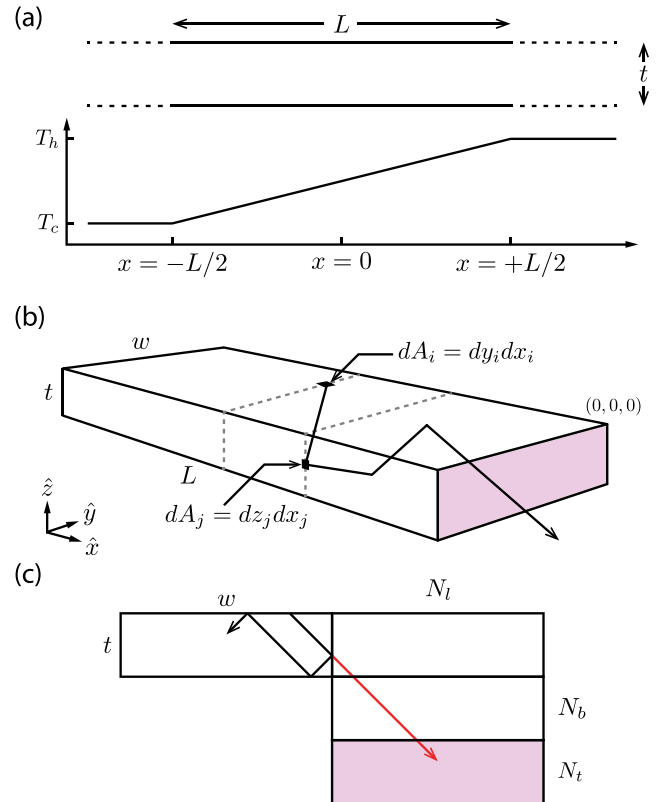 (a)
L
t
T_h
T_c
x = −L/2
x = 0
x = +L/2
(b)
w
dA_i = dy_i dx_i
t
(0, 0, 0)
L
ẑ
ŷ
x̂
dA_j = dz_j dx_j
(c)
w
N_l
t
N_b
N_t